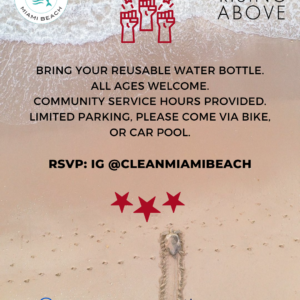 MIAMI BEACH
RISING
ABOVE
BRING YOUR REUSABLE WATER BOTTLE.
ALL AGES WELCOME.
COMMUNITY SERVICE HOURS PROVIDED.
LIMITED PARKING, PLEASE COME VIA BIKE,
OR CAR POOL.
RSVP: IG @CLEANMIAMIBEACH